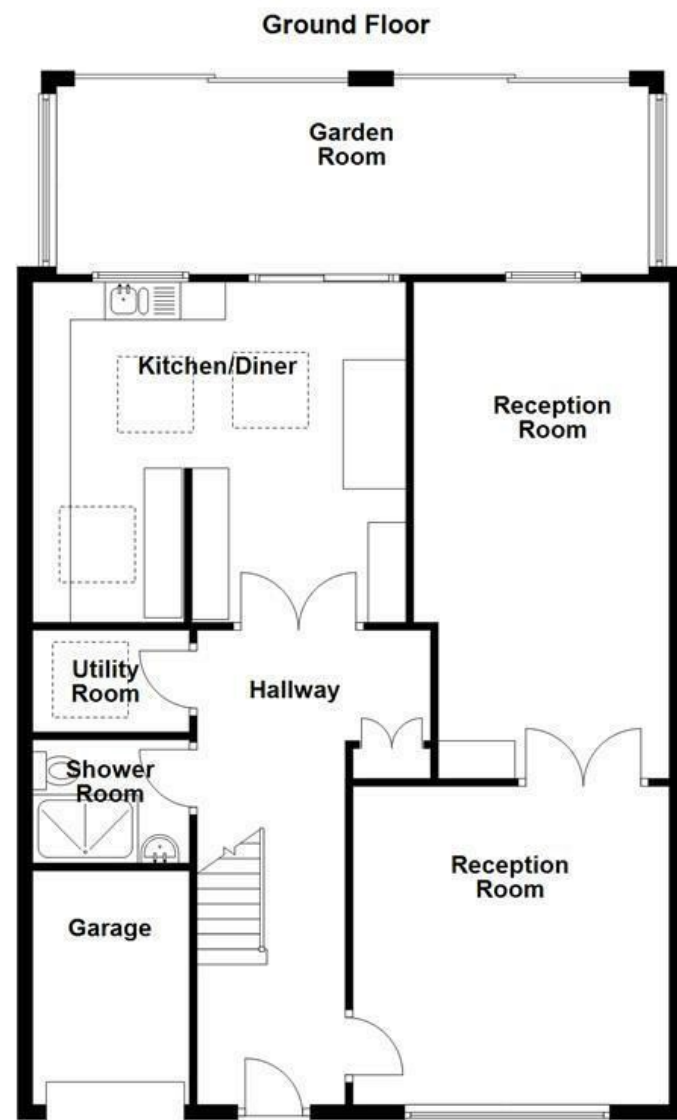 Ground Floor
Garden
Room
Kitchen/Diner
Reception
Room
Utility
Room
Hallway
Shower
Room
Reception
Room
Garage